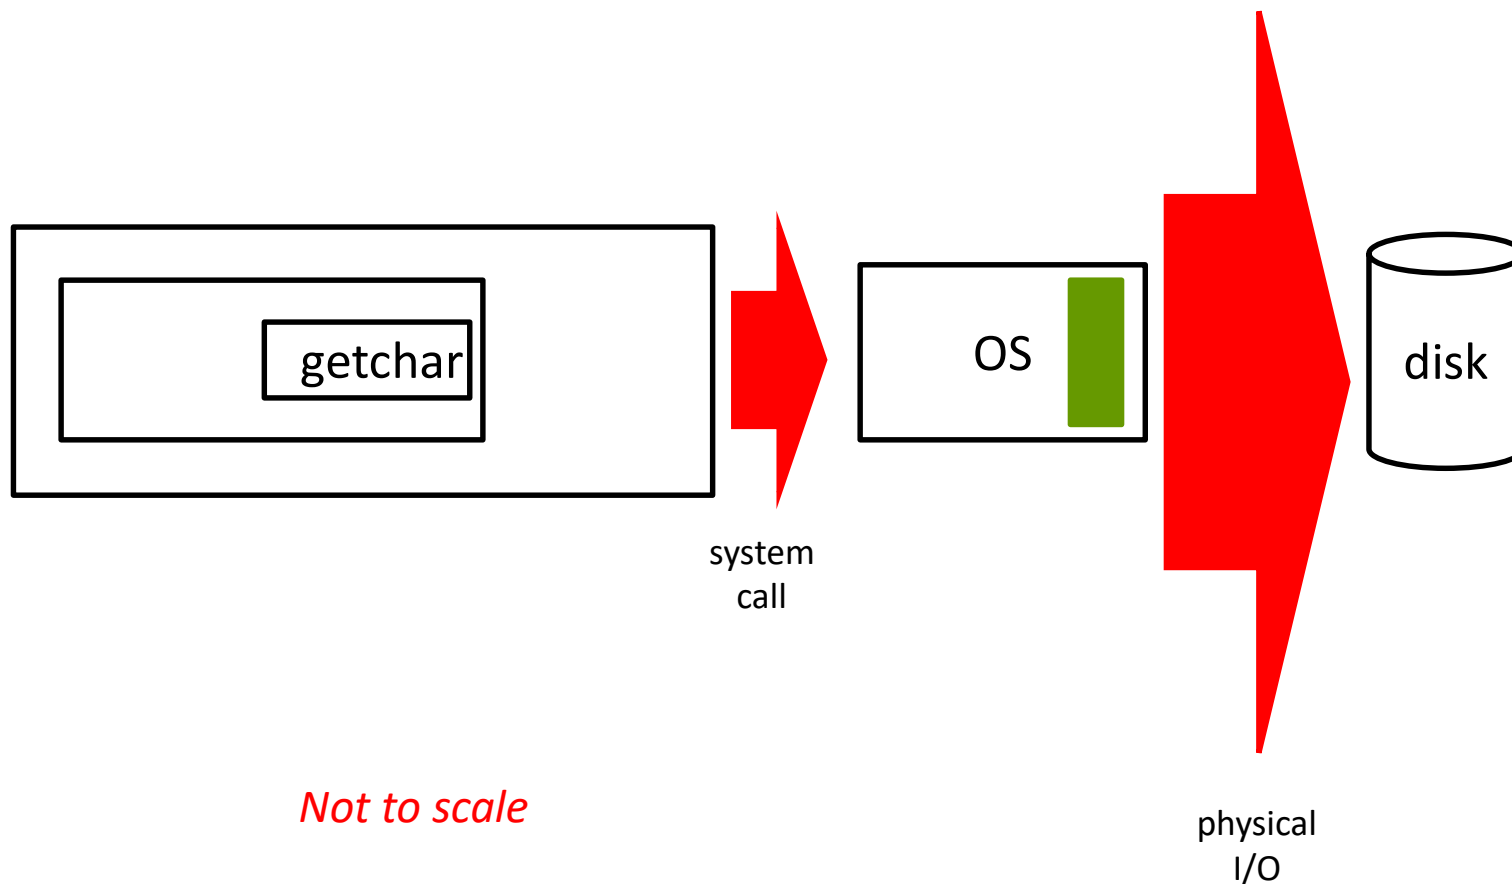 getchar
OS
disk
system
call
Not to scale
physical
I/O